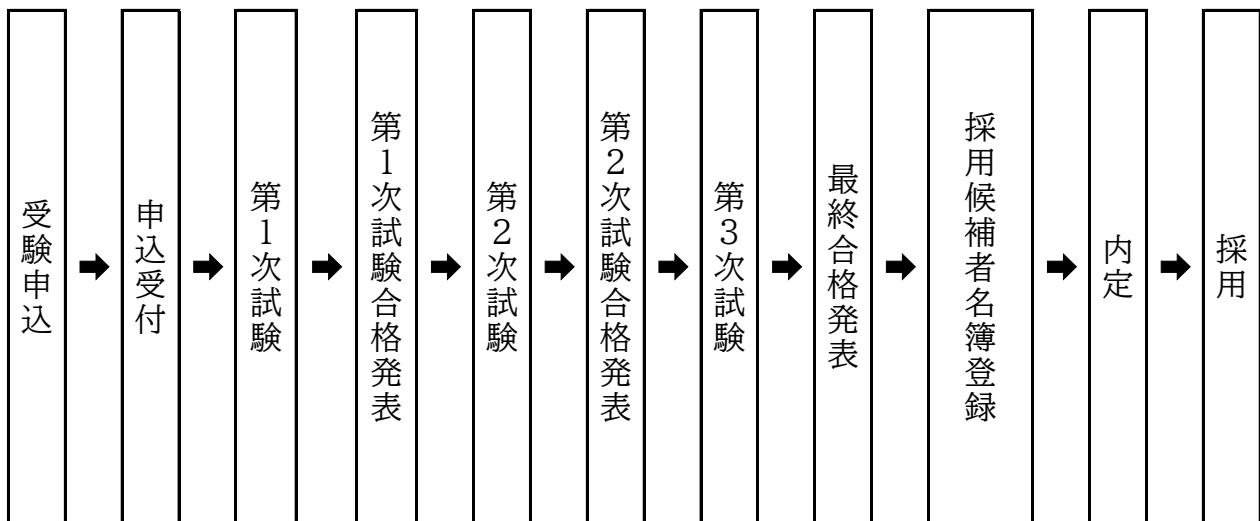 受験申込
申込受付
第１次試験
第１次試験合格発表
第２次試験
第２次試験合格発表
第３次試験
最終合格発表
採用候補者名簿登録
内定
採用